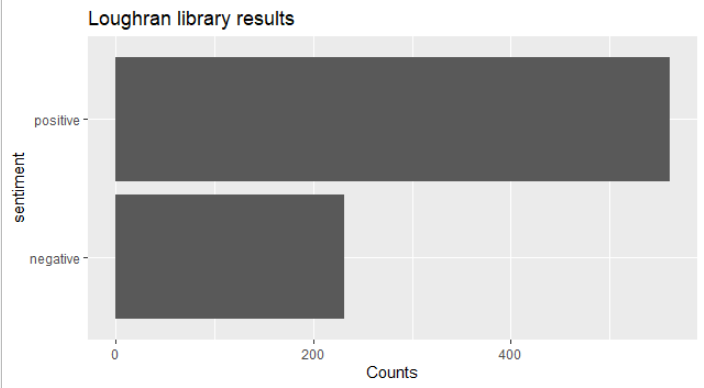 Loughran library results
sentiment
positive
negative
0 200 400
Counts